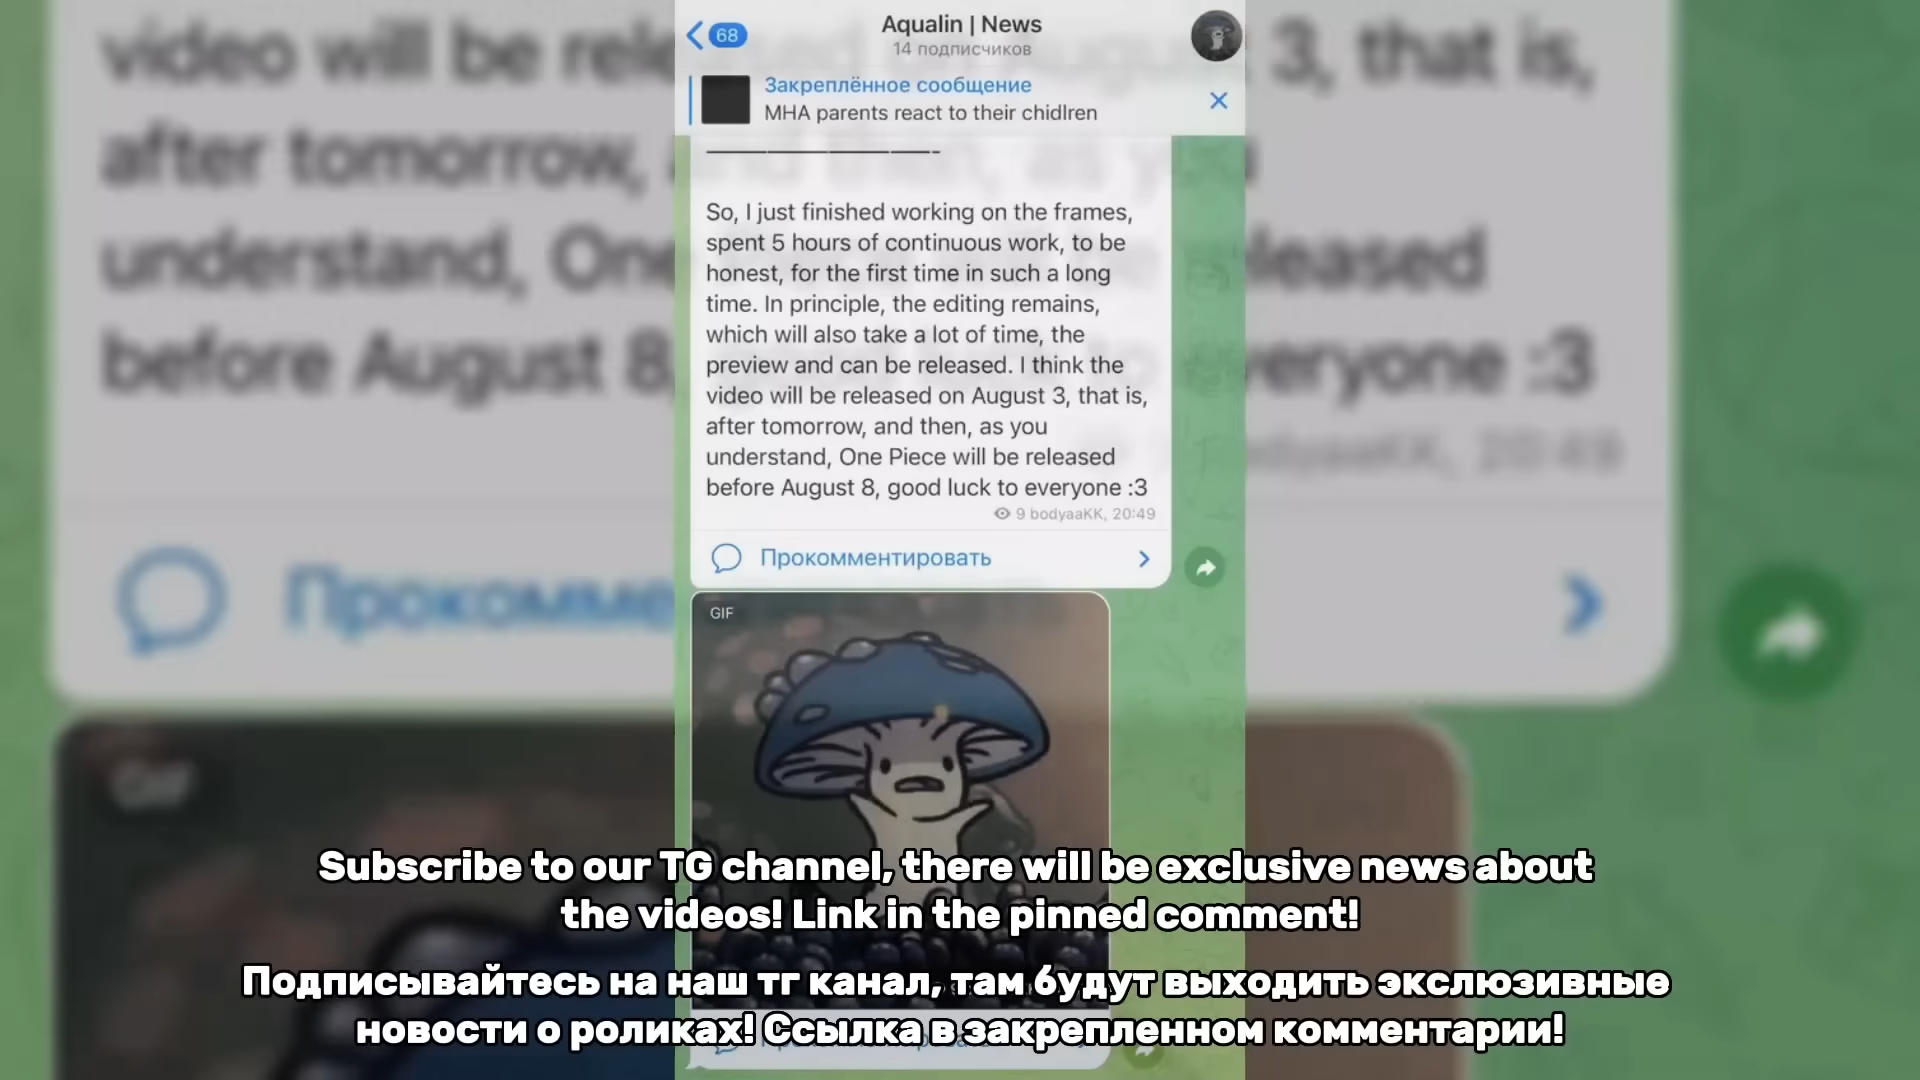 68
Aqualin | News
14 подписчиков
Закреплённое сообщение
MHA parents react to their chidlren
So, I just finished working on the frames,
spent 5 hours of continuous work, to be
honest, for the first time in such a long
time. In principle, the editing remains,
which will also take a lot of time, the
preview and can be released. I think the
video will be released on August 3, that is,
after tomorrow, and then, as you
understand, One Piece will be released
before August 8, good luck to everyone :3
9 bodyaaKK, 20:49
Прокомментировать
GIF
Subscribe to our TG channel, there will be exclusive news about
the videos! Link in the pinned comment!
Подписывайтесь на наш тг канал, там будут выходить экслюзивные
новости о роликах! Ссылка в закрепленном комментарии!